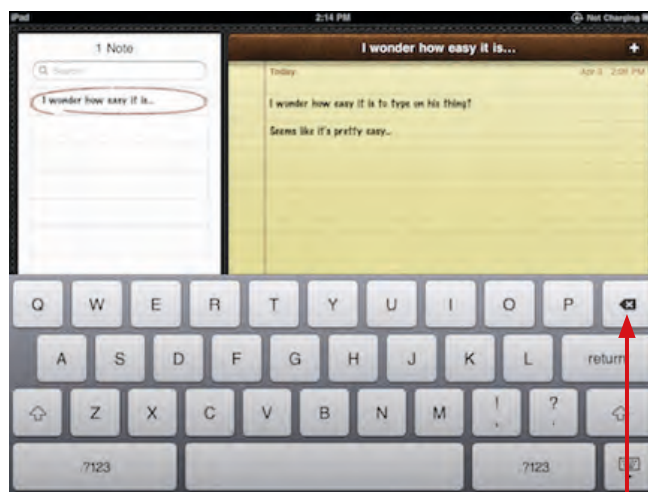 iPad 2:14 PM Not Charging
1 Note
I wonder how easy it is...
+
Search
Today
Apr 2:08 PM
I wonder how easy it is...
I wonder how easy it is to type on his thing?
Seems like it's pretty easy...
Q W E R T Y U I O P
A S D F G H J K L return
Z X C V B N M ! , ? .
.?123 .?123